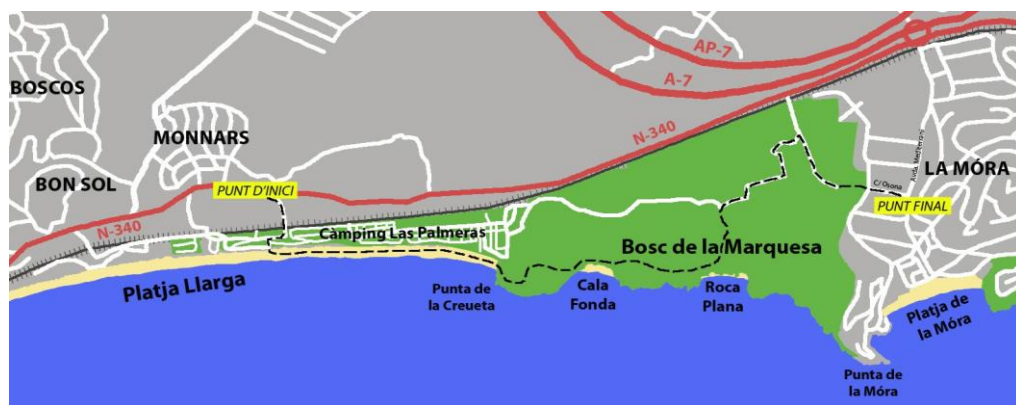 AP-7
A-7
BOSCOS
N-340
MONNARS
C/ Osona
LA MÓRA
BON SOL
PUNT D'INICI
PUNT FINAL
N-340
Càmping Las Palmeras
Bosc de la Marquesa
Platja Llarga
Punta de
la Creueta
Cala
Fonda
Roca
Plana
Platja de
la Móra
Punta de
la Móra